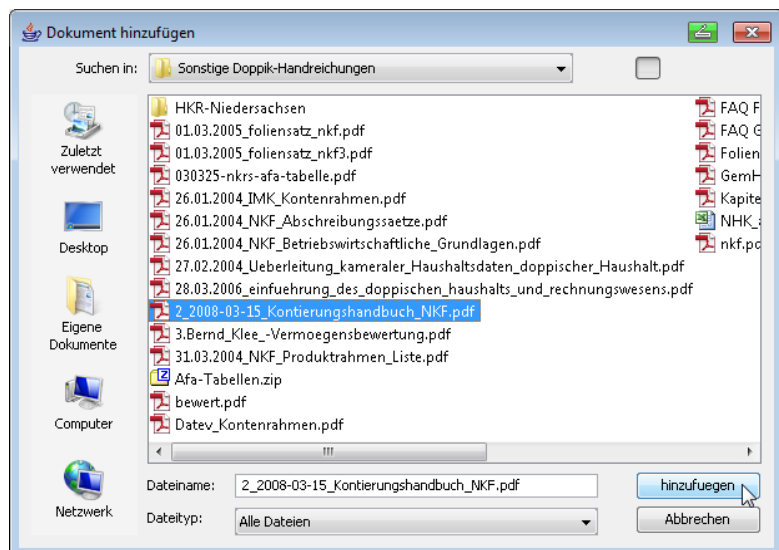 Dokument hinzufügen
Suchen in:
Sonstige Doppik-Handreichungen
Zuletzt
verwendet
Desktop
Eigene
Dokumente
Computer
Netzwerk
HKR-Niedersachsen
01.03.2005_foliensatz_nkf.pdf
01.03.2005_foliensatz_nkf3.pdf
030325-nkrs-afa-tabelle.pdf
26.01.2004_IMK_Kontenrahmen.pdf
26.01.2004_NKF_Abschreibungssaetze.pdf
26.01.2004_NKF_Betriebswirtschaftliche_Grundlagen.pdf
27.02.2004_Ueberleitung_kameraler_Haushaltsdaten_doppischer_Haushalt.pdf
28.03.2006_einfuehrung_des_doppischen_haushalts_und_rechnungswesens.pdf
2_2008-03-15_Kontierungshandbuch_NKF.pdf
3.Bernd_Klee_-Vermoegensbewertung.pdf
31.03.2004_NKF_Produktrahmen_Liste.pdf
Afa-Tabellen.zip
bewert.pdf
Datev_Kontenrahmen.pdf
FAQ F
FAQ G
Folien
GemH
Kapite
NHK_
nkf.pd
Dateiname:
2_2008-03-15_Kontierungshandbuch_NKF.pdf
hinzufuegen
Dateityp:
Alle Dateien
Abbrechen